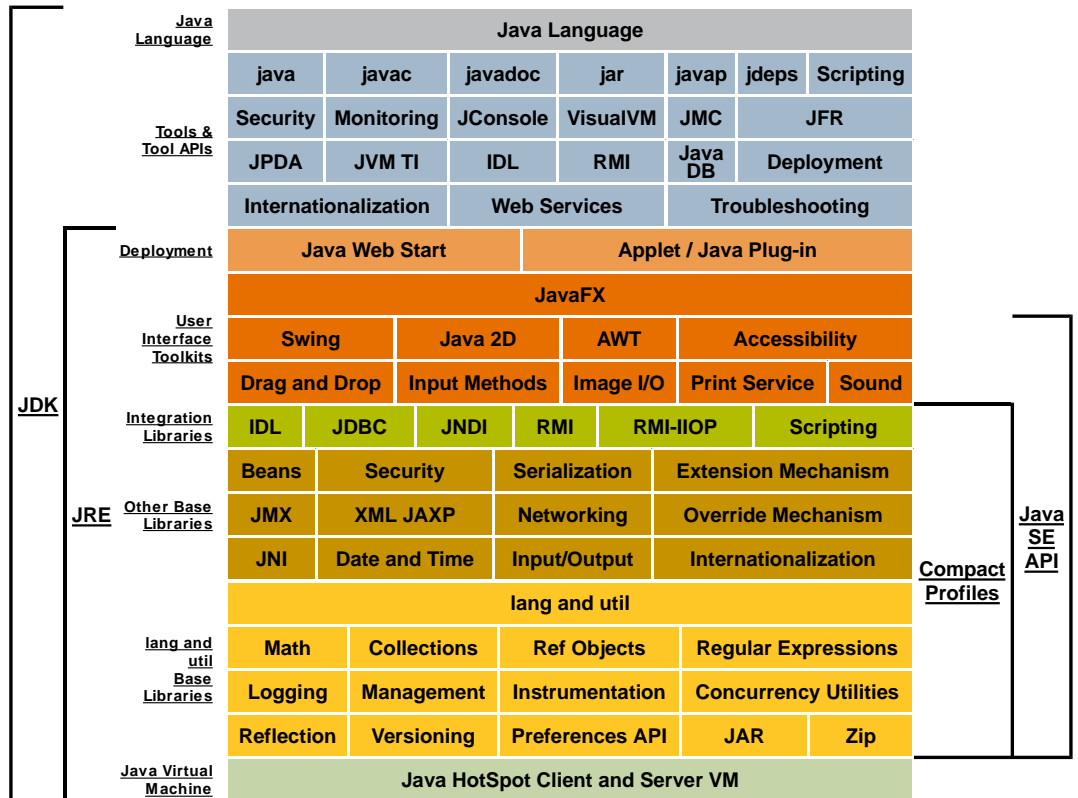 Java
Language
Java Language
java javac javadoc jar javap jdeps Scripting
Tools &
Tool APIs
Security Monitoring JConsole VisualVM JMC JFR
JPDA JVM TI IDL RMI Java
DB Deployment
Internationalization Web Services Troubleshooting
Deployment
Java Web Start Applet / Java Plug-in
JavaFX
User
Interface
Toolkits
Swing Java 2D AWT Accessibility
Drag and Drop Input Methods Image I/O Print Service Sound
JDK
Integration
Libraries
IDL JDBC JNDI RMI RMI-IIOP Scripting
JRE
Other Base
Libraries
Beans Security Serialization Extension Mechanism
JMX XML JAXP Networking Override Mechanism
JNI Date and Time Input/Output Internationalization
Java
SE
API
Compact
Profiles
lang and util
lang and
util
Base
Libraries
Math Collections Ref Objects Regular Expressions
Logging Management Instrumentation Concurrency Utilities
Reflection Versioning Preferences API JAR Zip
Java Virtual
Machine
Java HotSpot Client and Server VM